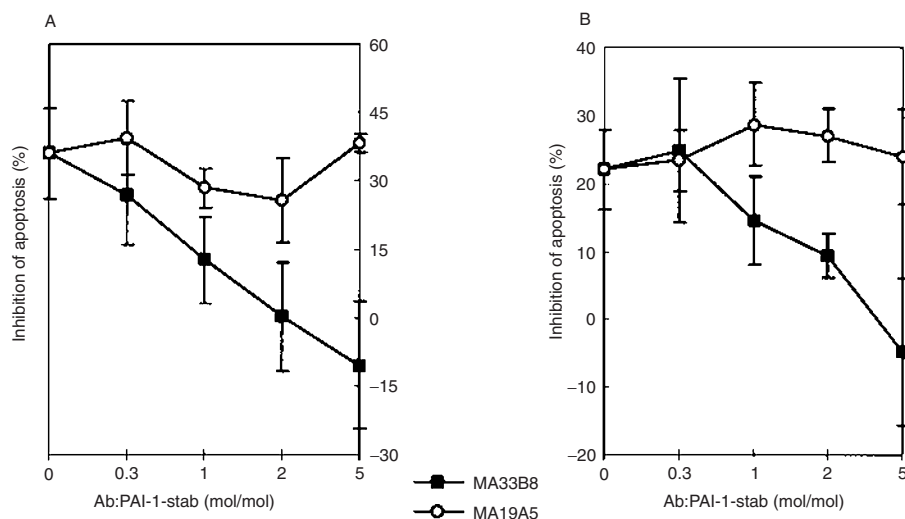 A
Inhibition of apoptosis (%)
60
45
30
15
0
−15
−30
0 0.3 1 2 5
Ab:PAI-1-stab (mol/mol)
B
Inhibition of apoptosis (%)
40
30
20
10
0
−10
−20
0 0.3 1 2 5
Ab:PAI-1-stab (mol/mol)
MA33B8
MA19A5